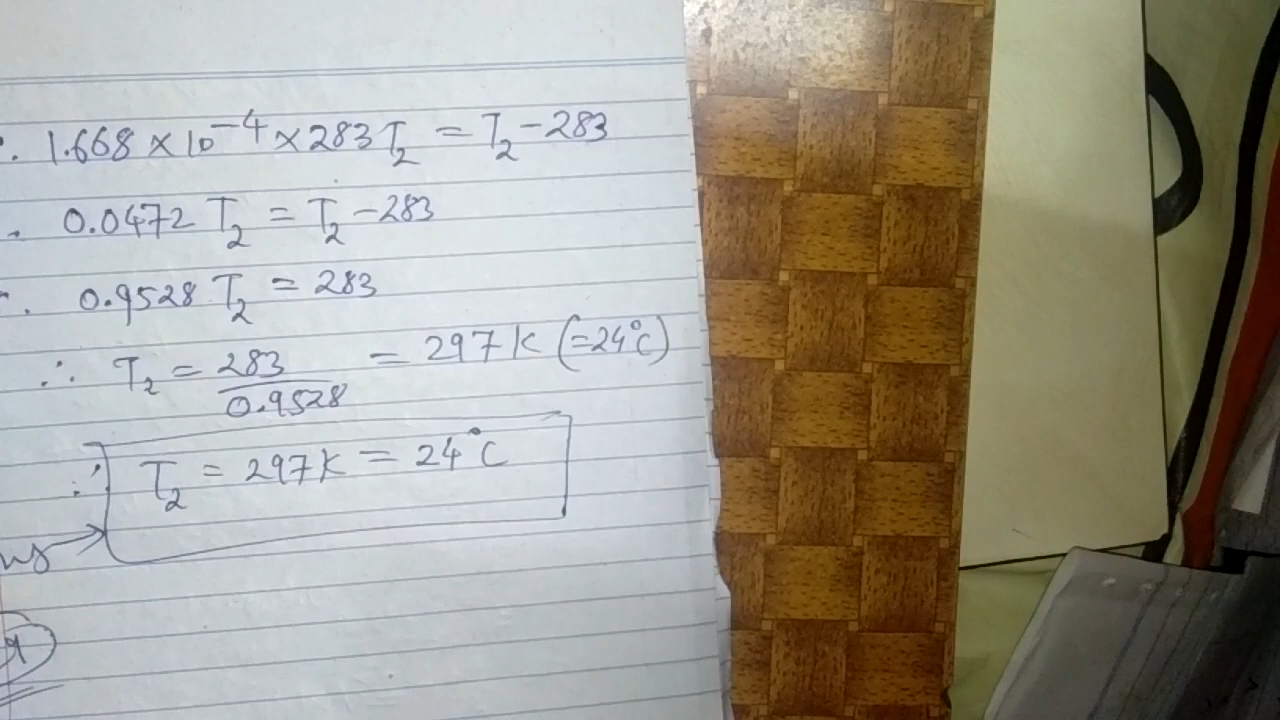 ∴ 1.668 × 10⁻⁴ × 283 T₂ = T₂ − 283
∴ 0.0472 T₂ = T₂ − 283
∴ 0.9528 T₂ = 283
∴ T₂ = 283/0.9528 = 297 K (=24°C)
∴ T₂ = 297K = 24°C